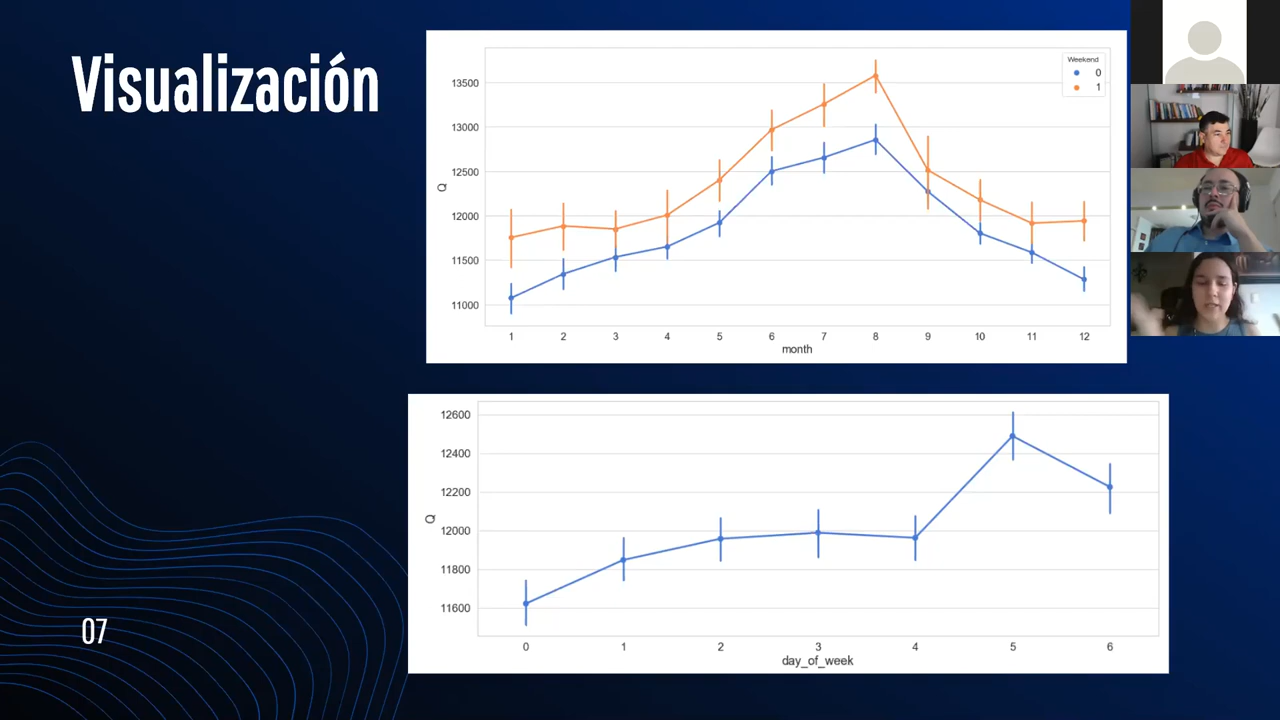 Visualización
Weekend
0
1
Q
13500
13000
12500
12000
11500
11000
1 2 3 4 5 6 7 8 9 10 11 12
month
Q
12600
12400
12200
12000
11800
11600
0 1 2 3 4 5 6
day_of_week
07